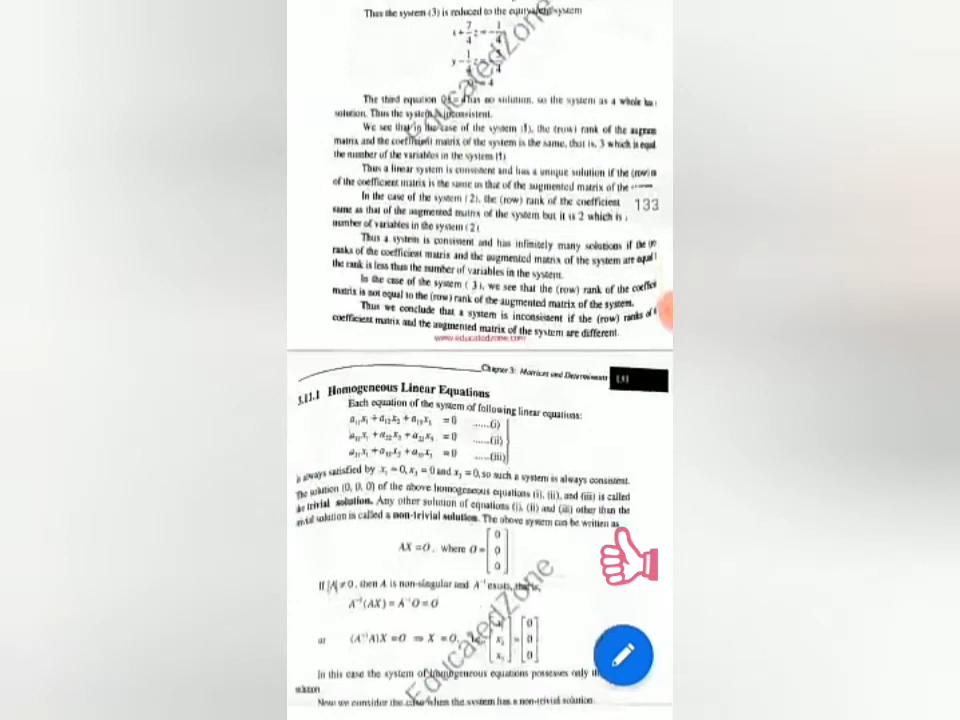 Thus the system (3) is reduced to the equivalent system
x + 7/4 z = - 1/4
y - 1/4
The third equation has no solution, so the system as a whole has
solution. Thus the system is inconsistent.
We see that in the case of the system (1), the (row) rank of the augmen
matrix and the coefficient matrix of the system is the same, that is, 3 which is equal
the number of the variables in the system (1)
Thus a linear system is consistent and has a unique solution if the (row)
of the coefficient matrix is the same as that of the augmented matrix of the
In the case of the system (2), the (row) rank of the coefficient
133
same as that of the augmented matrix of the system but it is 2 which is
number of variables in the system (2)
Thus a system is consistent and has infinitely many solutions if the
ranks of the coefficient matrix and the augmented matrix of the system are equal
the rank is less than the number of variables in the system.
In the case of the system (3), we see that the (row) rank of the coeffici
matrix is not equal to the (row) rank of the augmented matrix of the system.
Thus we conclude that a system is inconsistent if the (row) ranks of
coefficient matrix and the augmented matrix of the system are different.
www.educatedzone.com
EducatedZone
Chapter 3: Matrices and Determinants
3.11.1 Homogeneous Linear Equations
Each equation of the system of following linear equations:
a₁₁x₁ + a₁₂x₂ + a₁₃x₃ = 0 ......(i)
a₂₁x₁ + a₂₂x₂ + a₂₃x₃ = 0 ......(ii)
a₃₁x₁ + a₃₂x₂ + a₃₃x₃ = 0 ......(iii)
is always satisfied by x₁ = 0, x₂ = 0 and x₃ = 0, so such a system is always consistent.
The solution (0, 0, 0) of the above homogeneous equations (i), (ii), and (iii) is called
the trivial solution. Any other solution of equations (i), (ii) and (iii) other than the
trivial solution is called a non-trivial solution. The above system can be written as
AX = O, where O = [0 0 0]
If |A| ≠ 0, then A is non-singular and A⁻¹ exists, that is,
A⁻¹(AX) = A⁻¹O = O
or (A⁻¹A)X = O ⇒ X = O, x₂ x₃ = [0 0 0]
In this case the system of homogeneous equations possesses only
solution
Now we consider the case when the system has a non-trivial solution.
EducatedZone